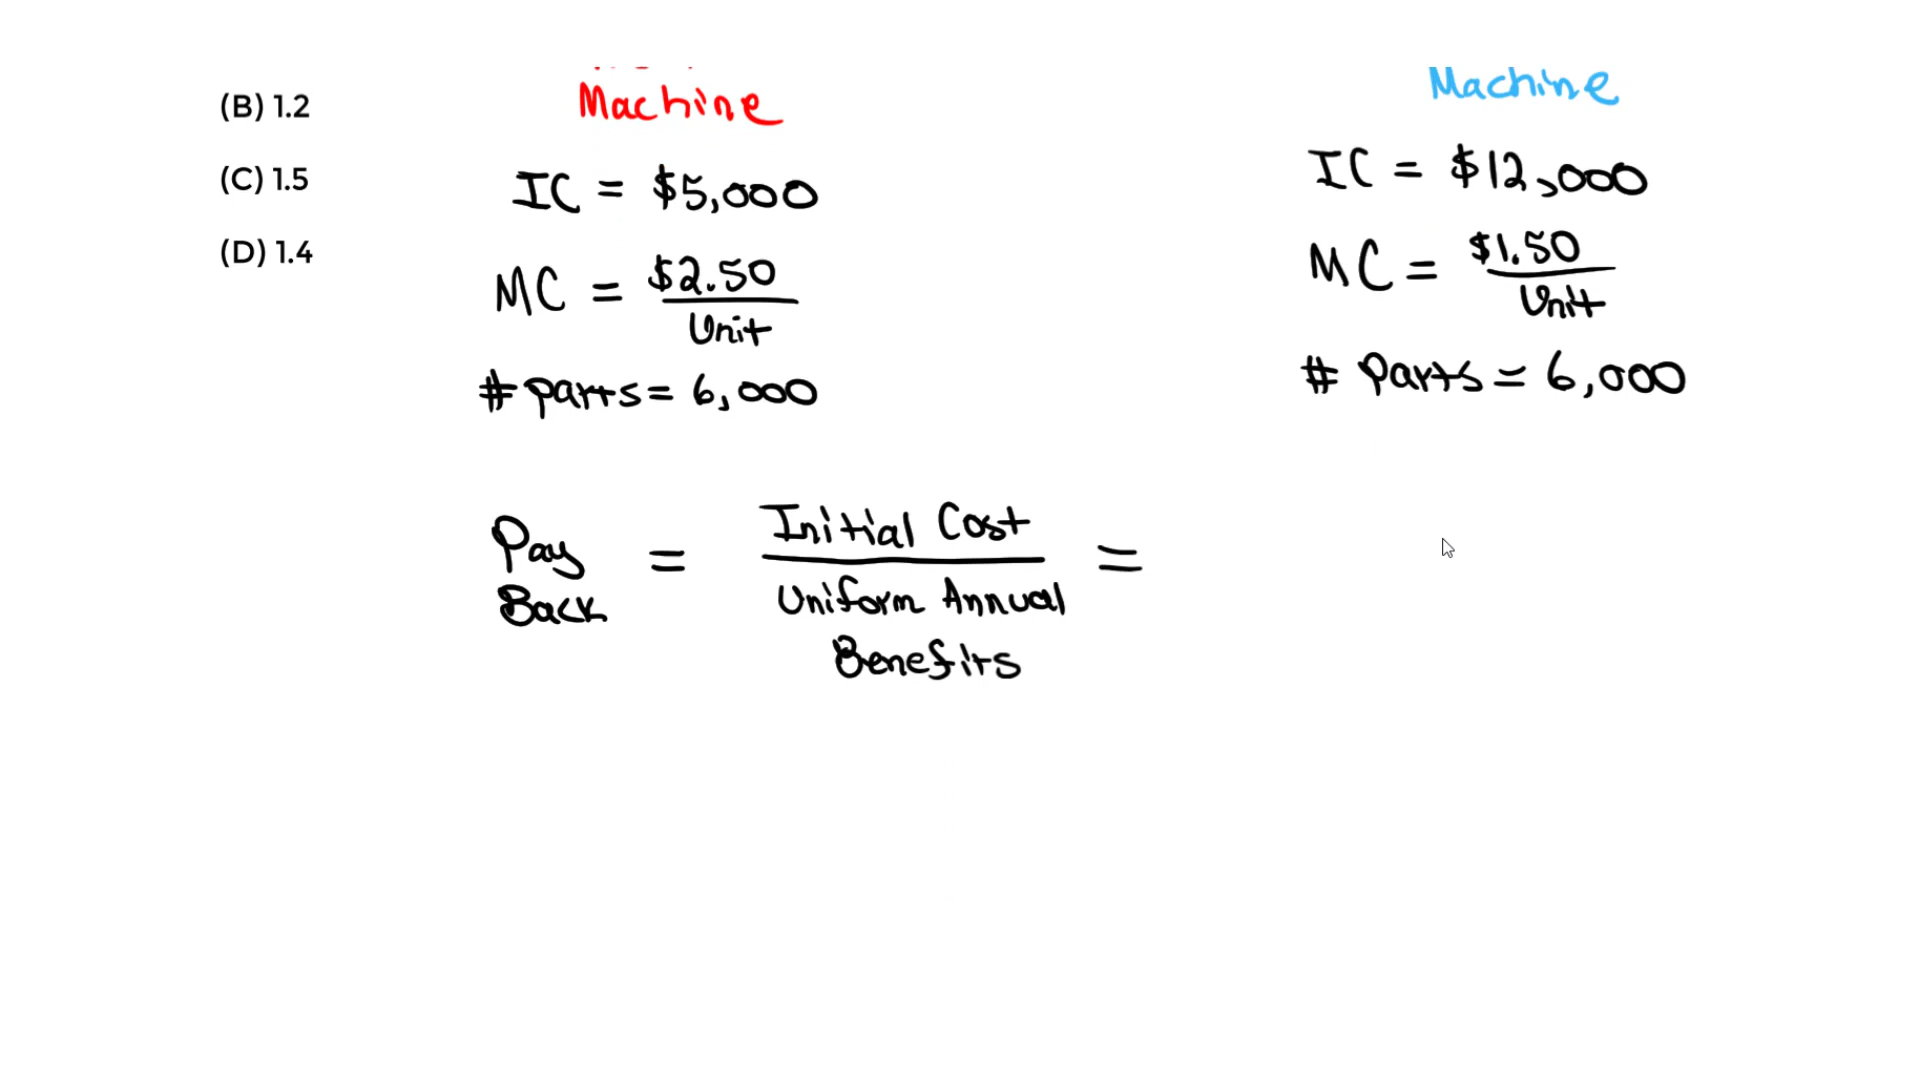 (B) 1.2
(C) 1.5
(D) 1.4
Machine
IC = $5,000
MC = $2.50
Unit
# parts = 6,000
Machine
IC = $12,000
MC = $1.50
Unit
# Parts = 6,000
Pay
Back
= Initial Cost =
Uniform Annual
Benefits